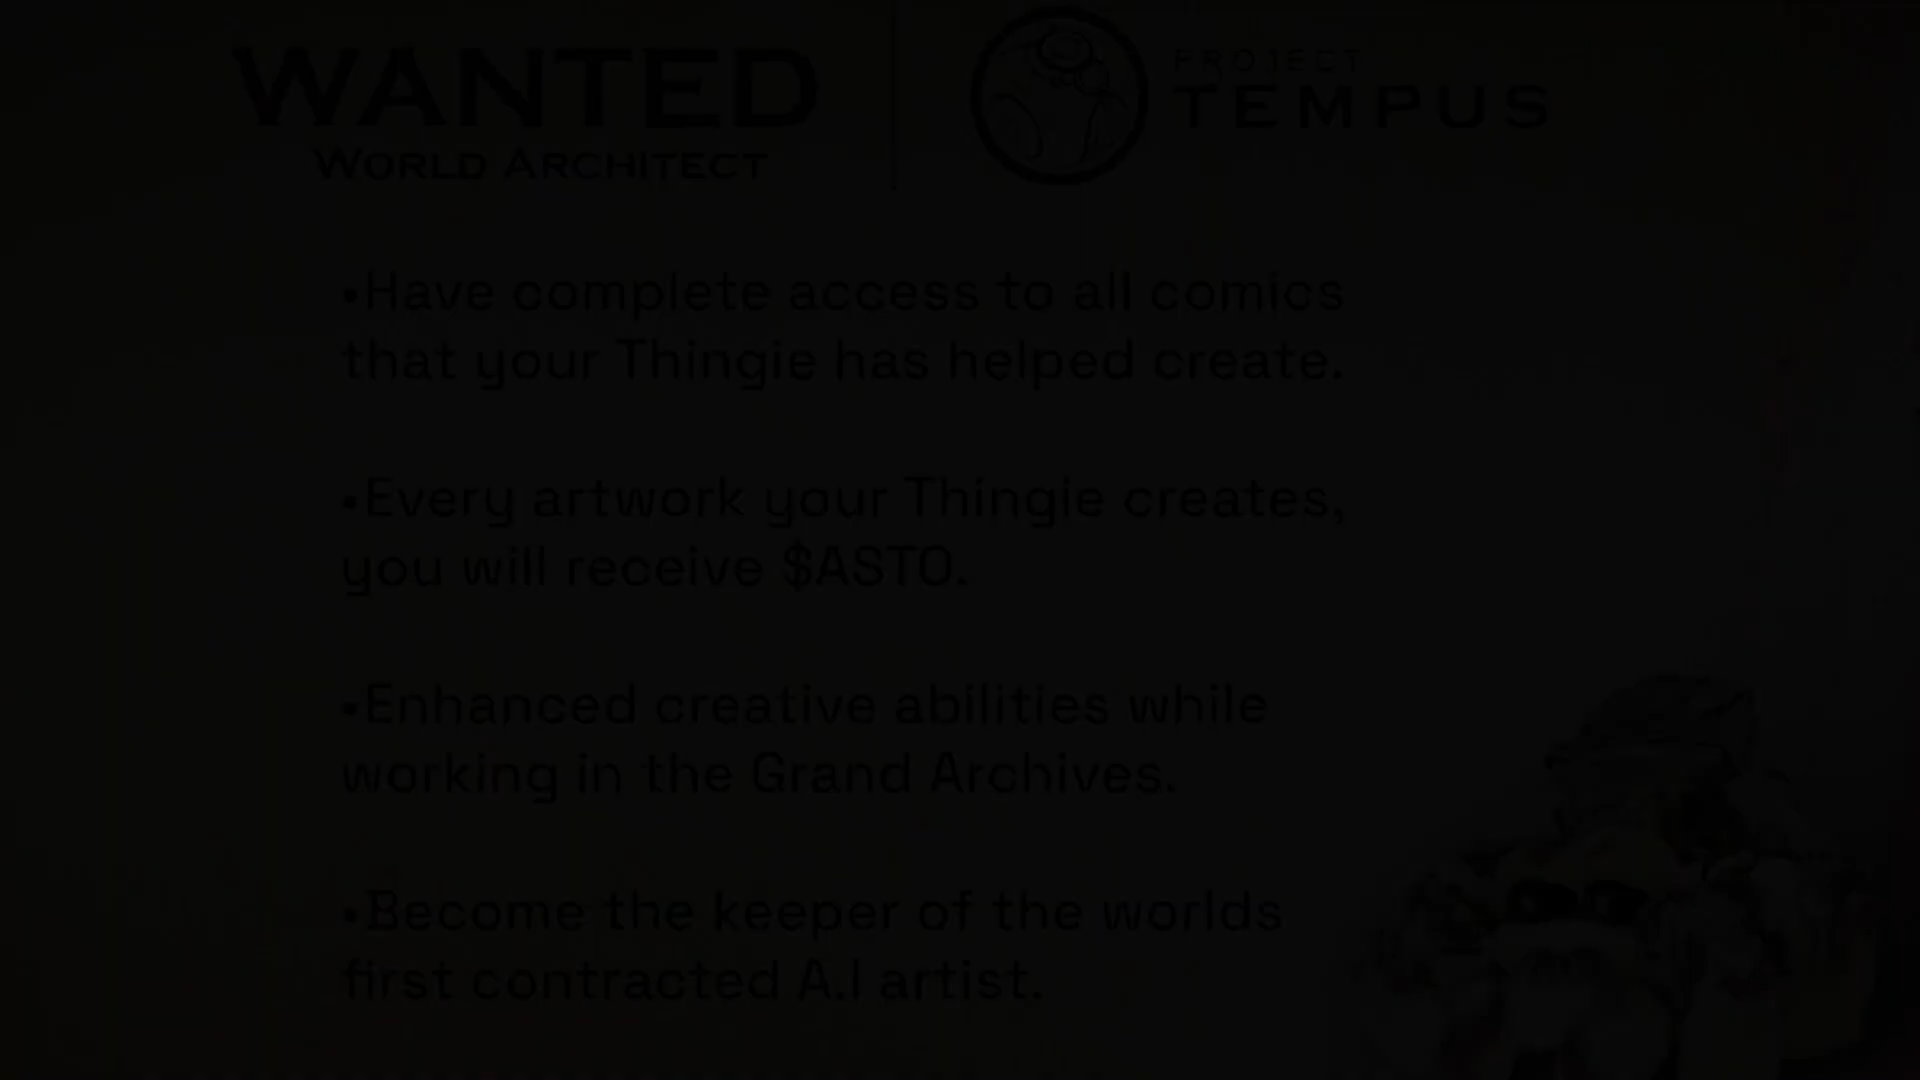 WANTED
WORLD ARCHITECT
PROJECT
TEMPUS
•Have complete access to all comics
that your Thingie has helped create.
•Every artwork your Thingie creates,
you will receive $ASTO.
•Enhanced creative abilities while
working in the Grand Archives.
•Become the keeper of the worlds
first contracted A.I artist.